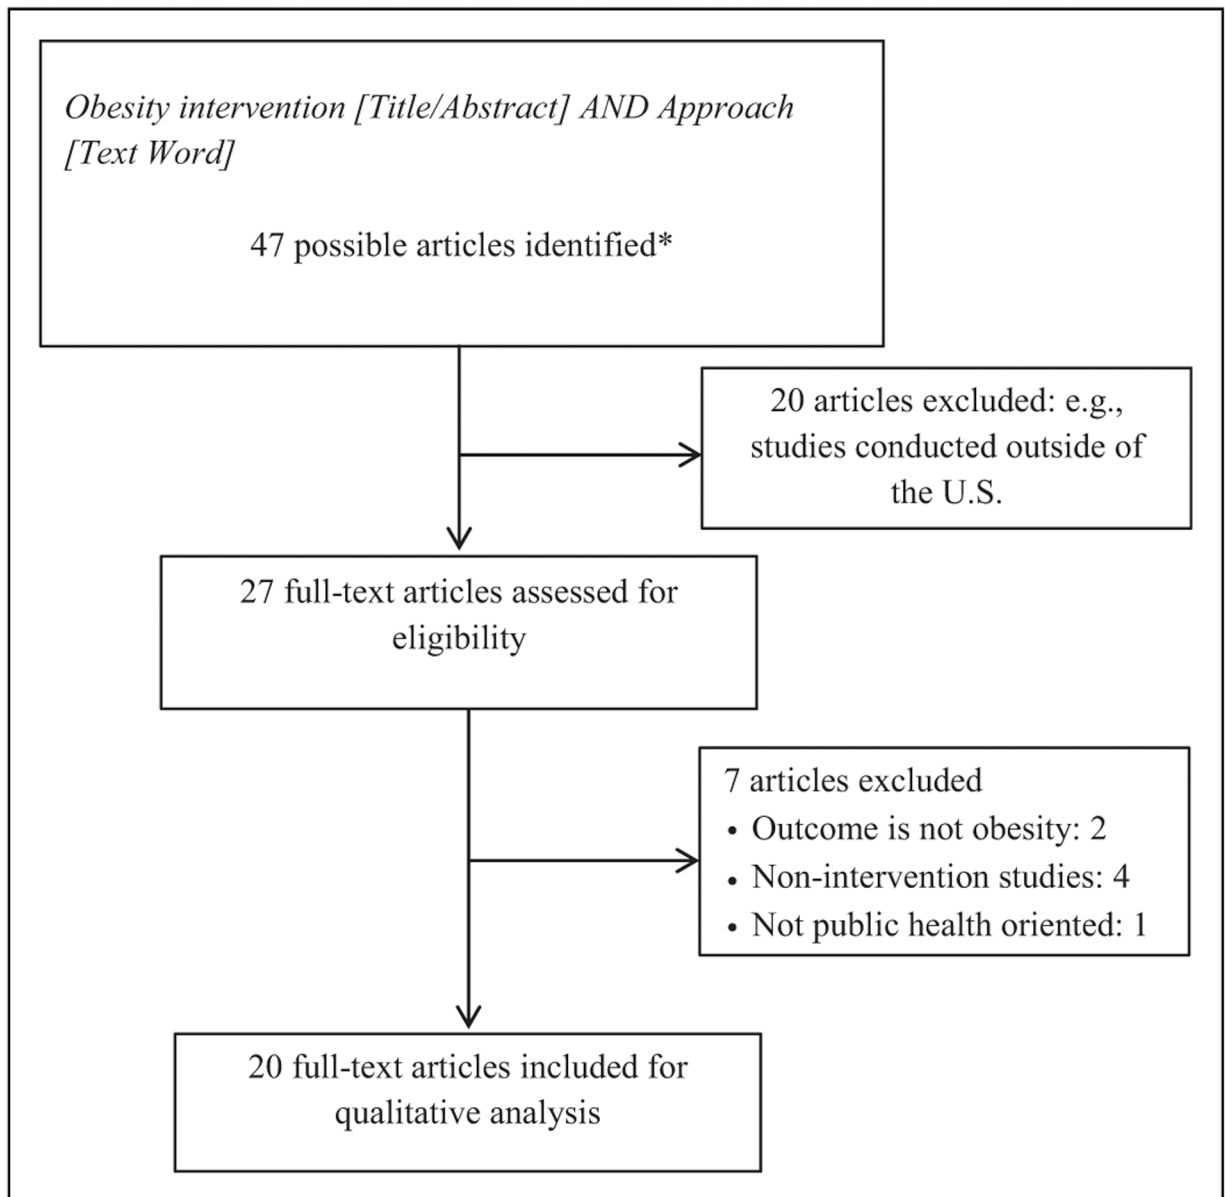 Obesity intervention [Title/Abstract] AND Approach
[Text Word]
47 possible articles identified*
20 articles excluded: e.g.,
studies conducted outside of
the U.S.
27 full-text articles assessed for
eligibility
7 articles excluded
• Outcome is not obesity: 2
• Non-intervention studies: 4
• Not public health oriented: 1
20 full-text articles included for
qualitative analysis